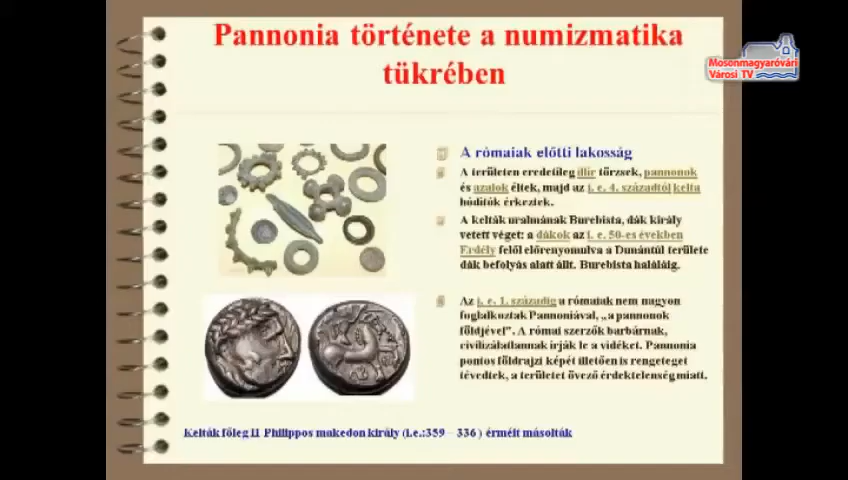 Pannonia története a numizmatika
tükrében
Mosonmagyaróvári
Városi TV
A rómaiak előtti lakosság
A területen eredetileg illír törzsek, pannonok
és azalok éltek, majd az i. e. 4. századtól kelta
hódítók érkeztek.
A kelták uralmának Burebista, dák király
vetett véget: a dákok az i. e. 50-es években
Erdély felől előrenyomulva a Dunántúl területe
dák befolyás alatt állt. Burebista haláláig.
Az i. e. 1. századig a rómaiak nem nagyon
foglalkoztak Pannoniával, „a pannonok
földjével". A római szerzők barbárnak,
civilizálatlannak írják le a vidéket. Pannonia
pontos földrajzi képét illetően is rengeteget
tévedtek, a területet övező érdektelenség miatt.
Kelták főleg II Philippos makedon király (i.e.:359 – 336 ) érméit másolták